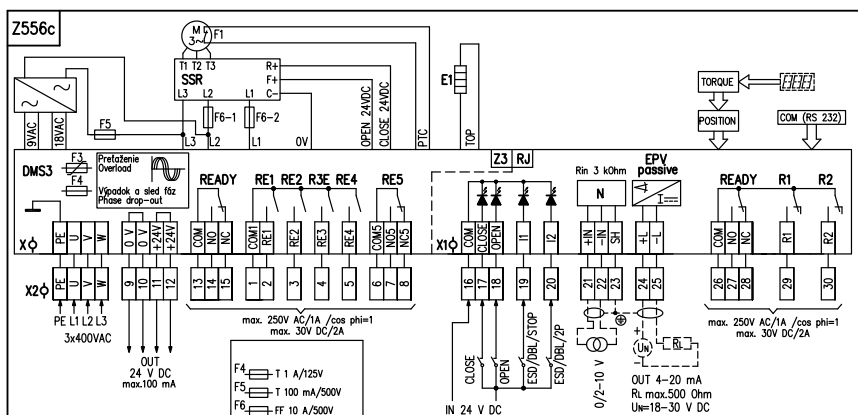 Z556c
M
3~
F1
T1 T2 T3
SSR
R+
F+
C-
L3 L2 L1
F6-1 F6-2
F5
9VAC
18VAC
L3 L2 L1 0V
OPEN 24VDC
CLOSE 24VDC
PTC
E1
TOP
TORQUE
POSITION
COM (RS 232)
DMS3
F3
F4
Preťaženie
Overload
Výpadok a sled fáz
Phase drop-out
READY RE1 RE2 R3E RE4 RE5
Z3 RJ
Rin 3 kOhm
N
EPV
passive
READY R1 R2
X
PE U V W
0 V 0 V +24V +24V
COM NO NC
COM1 RE1 RE2 RE3 RE4
COM5 NO5 NC5
X1
COM CLOSE OPEN I1 I2
+IN -IN SH
+L -L
COM NO NC R1 R2
X2
PE U V W
9 10 11 12
13 14 15 1 2 3 4 5 6 7 8
16 17 18 19 20
21 22 23 24 25
26 27 28 29 30
PE L1 L2 L3
3x400VAC
OUT
24 V DC
max.100 mA
max. 250V AC/1A /cos phi=1
max. 30V DC/2A
F4 T 1 A/125V
F5 T 100 mA/500V
F6 FF 10 A/500V
CLOSE
OPEN
ESD/DBL/STOP
ESD/DBL/2P
IN 24 V DC
0/2-10 V
+
UN
-
RL
OUT 4-20 mA
RL max.500 Ohm
UN=18-30 V DC
max. 250V AC/1A /cos phi=1
max. 30V DC/2A